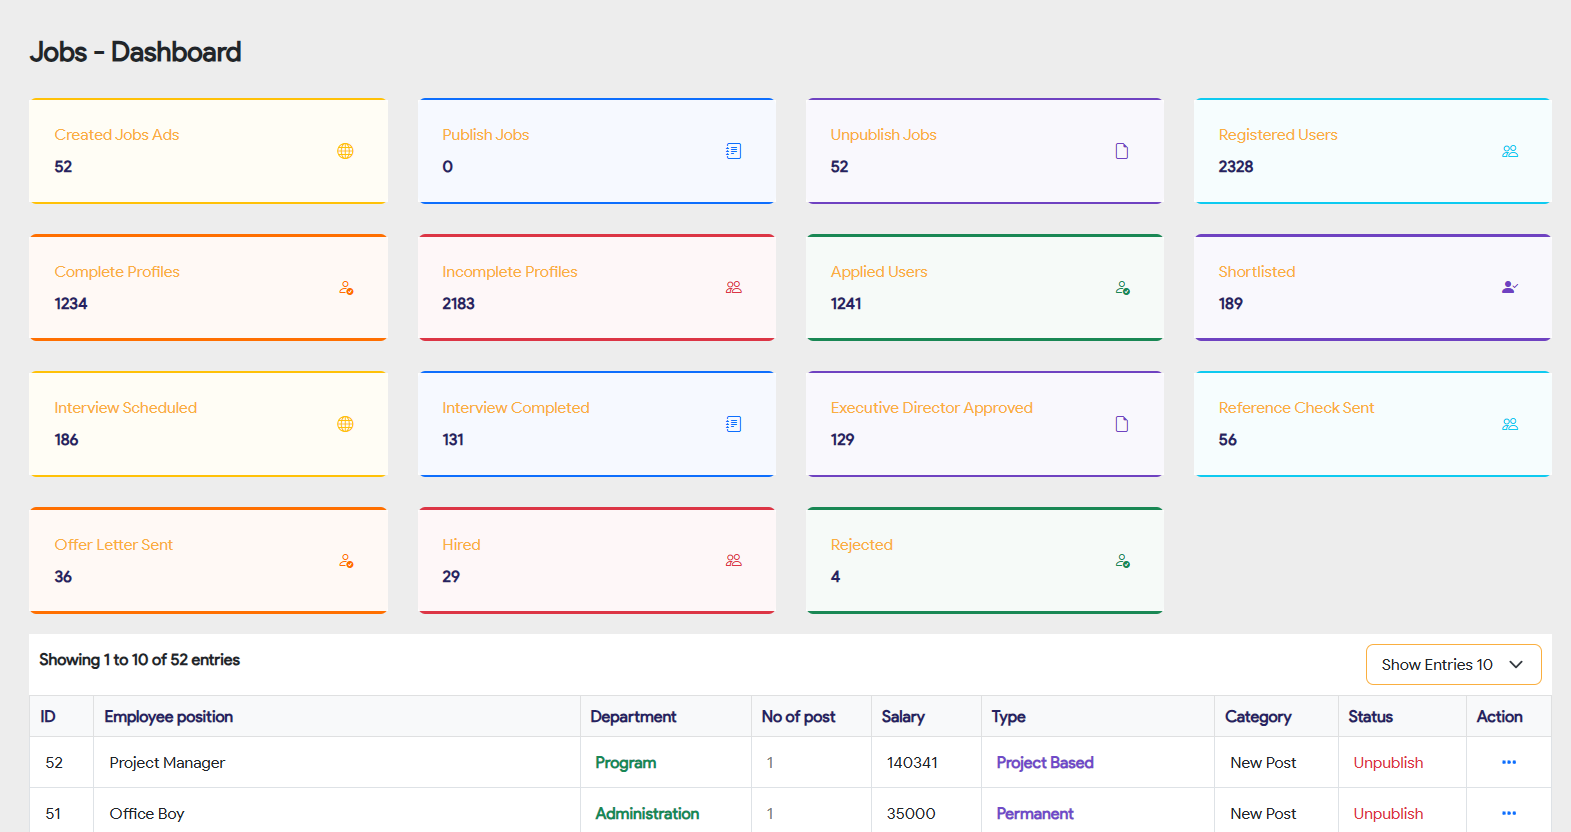 Jobs - Dashboard
Created Jobs Ads
52
Publish Jobs
0
Unpublish Jobs
52
Registered Users
2328
Complete Profiles
1234
Incomplete Profiles
2183
Applied Users
1241
Shortlisted
189
Interview Scheduled
186
Interview Completed
131
Executive Director Approved
129
Reference Check Sent
56
Offer Letter Sent
36
Hired
29
Rejected
4
Showing 1 to 10 of 52 entries
Show Entries 10
ID Employee position Department No of post Salary Type Category Status Action
52 Project Manager Program 1 140341 Project Based New Post Unpublish
51 Office Boy Administration 1 35000 Permanent New Post Unpublish